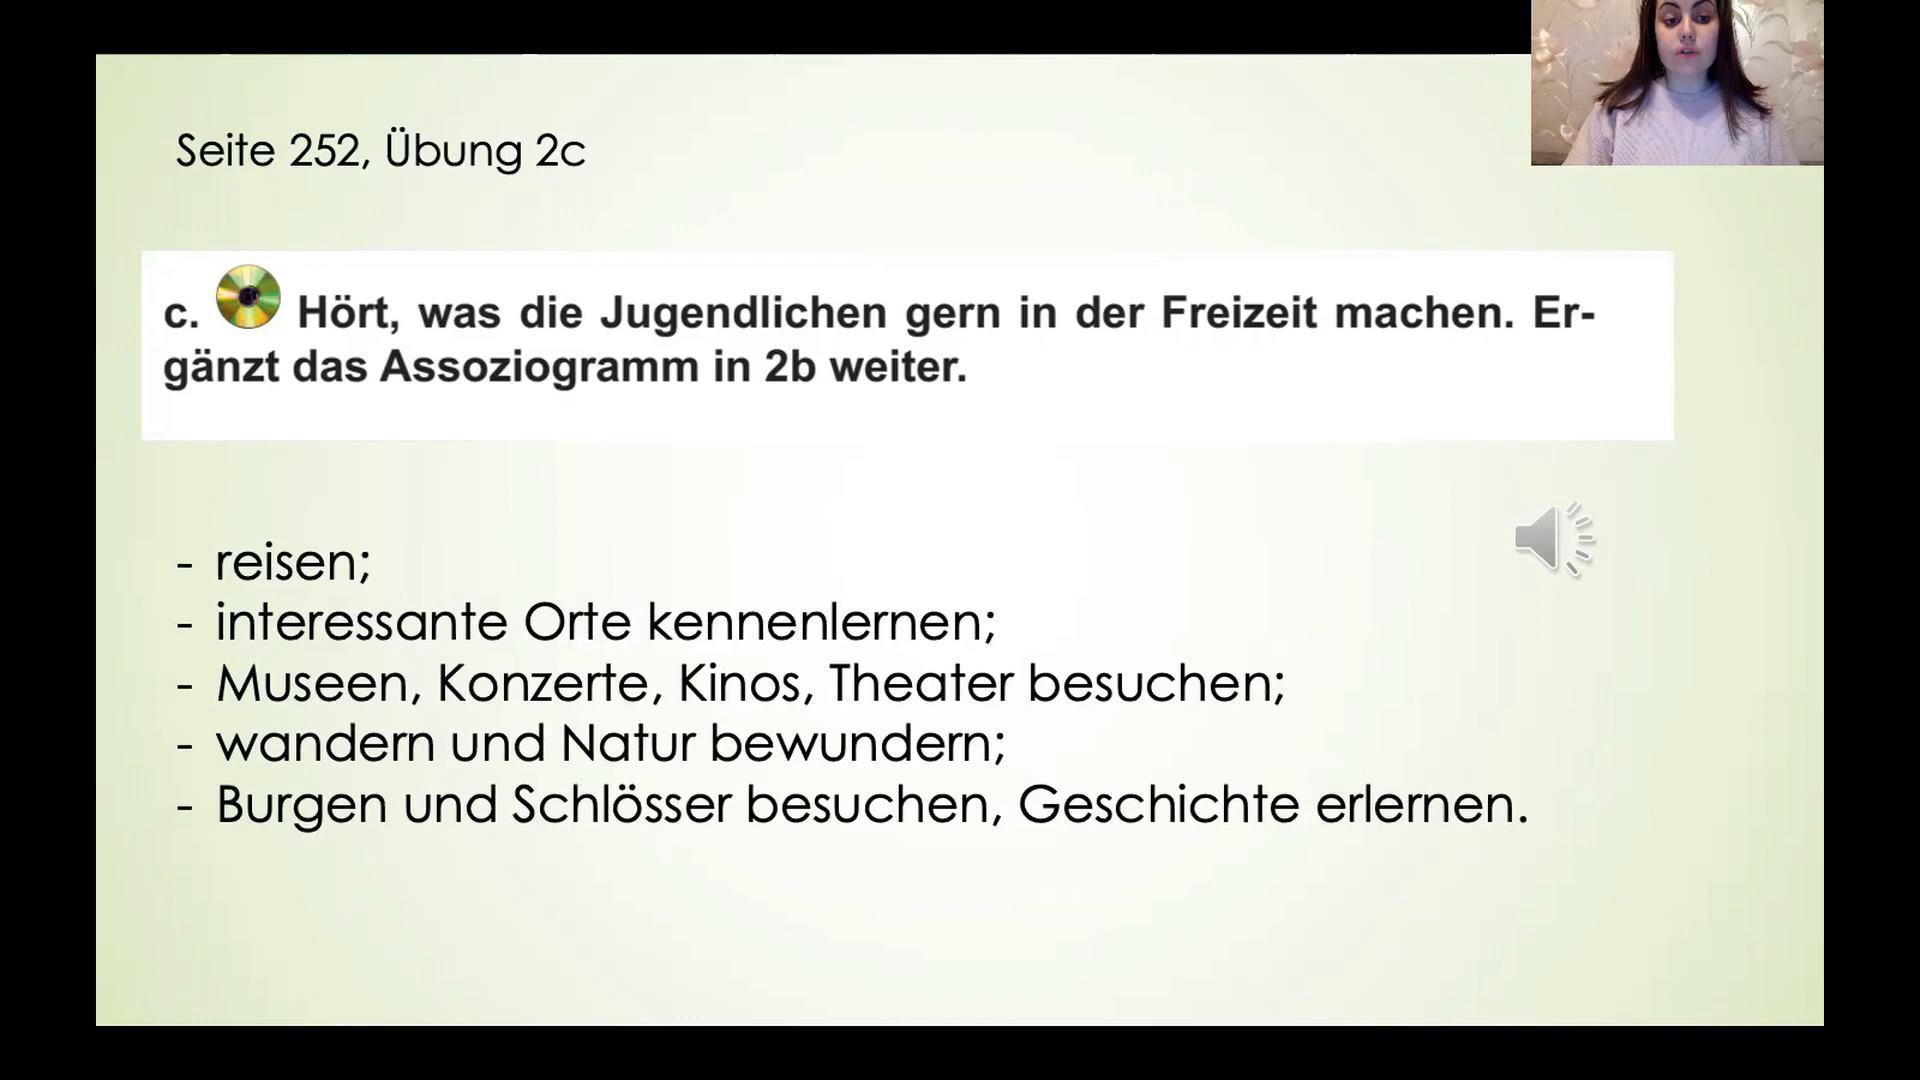 Seite 252, Übung 2c
c. Hört, was die Jugendlichen gern in der Freizeit machen. Er-
gänzt das Assoziogramm in 2b weiter.
- reisen;
- interessante Orte kennenlernen;
- Museen, Konzerte, Kinos, Theater besuchen;
- wandern und Natur bewundern;
- Burgen und Schlösser besuchen, Geschichte erlernen.